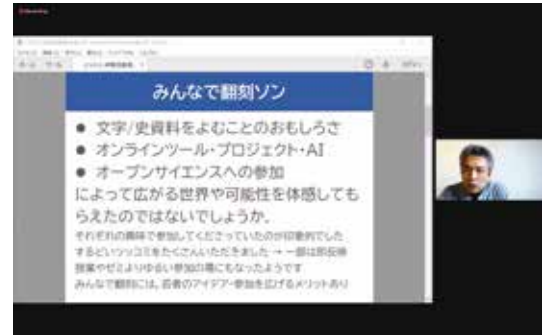 みんなで翻刻ソン
● 文字/史資料をよむことのおもしろさ
● オンラインツール・プロジェクト・AI
● オープンサイエンスへの参加
によって広がる世界や可能性を体感しても
らえたのではないでしょうか。
それぞれの興味で参加してくださっていたのが印象的でした
するどいツッコミをたくさんいただきました → 一部は即反映
授業やゼミよりゆるい参加の場にもなったようです
みんなで翻刻には、若者のアイデア・参加を広げるメリットあり